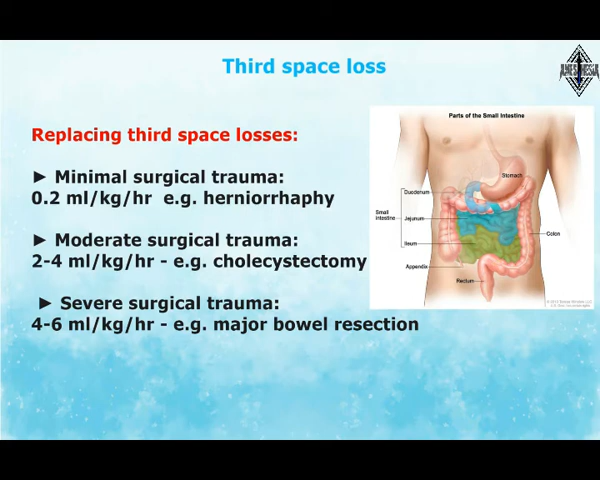 Third space loss
ANESTHESIA
Replacing third space losses:
► Minimal surgical trauma:
0.2 ml/kg/hr e.g. herniorrhaphy
► Moderate surgical trauma:
2-4 ml/kg/hr - e.g. cholecystectomy
► Severe surgical trauma:
4-6 ml/kg/hr - e.g. major bowel resection
Parts of the Small Intestine
Stomach
Duodenum
Small
intestine
Jejunum
Colon
Ileum
Appendix
Rectum